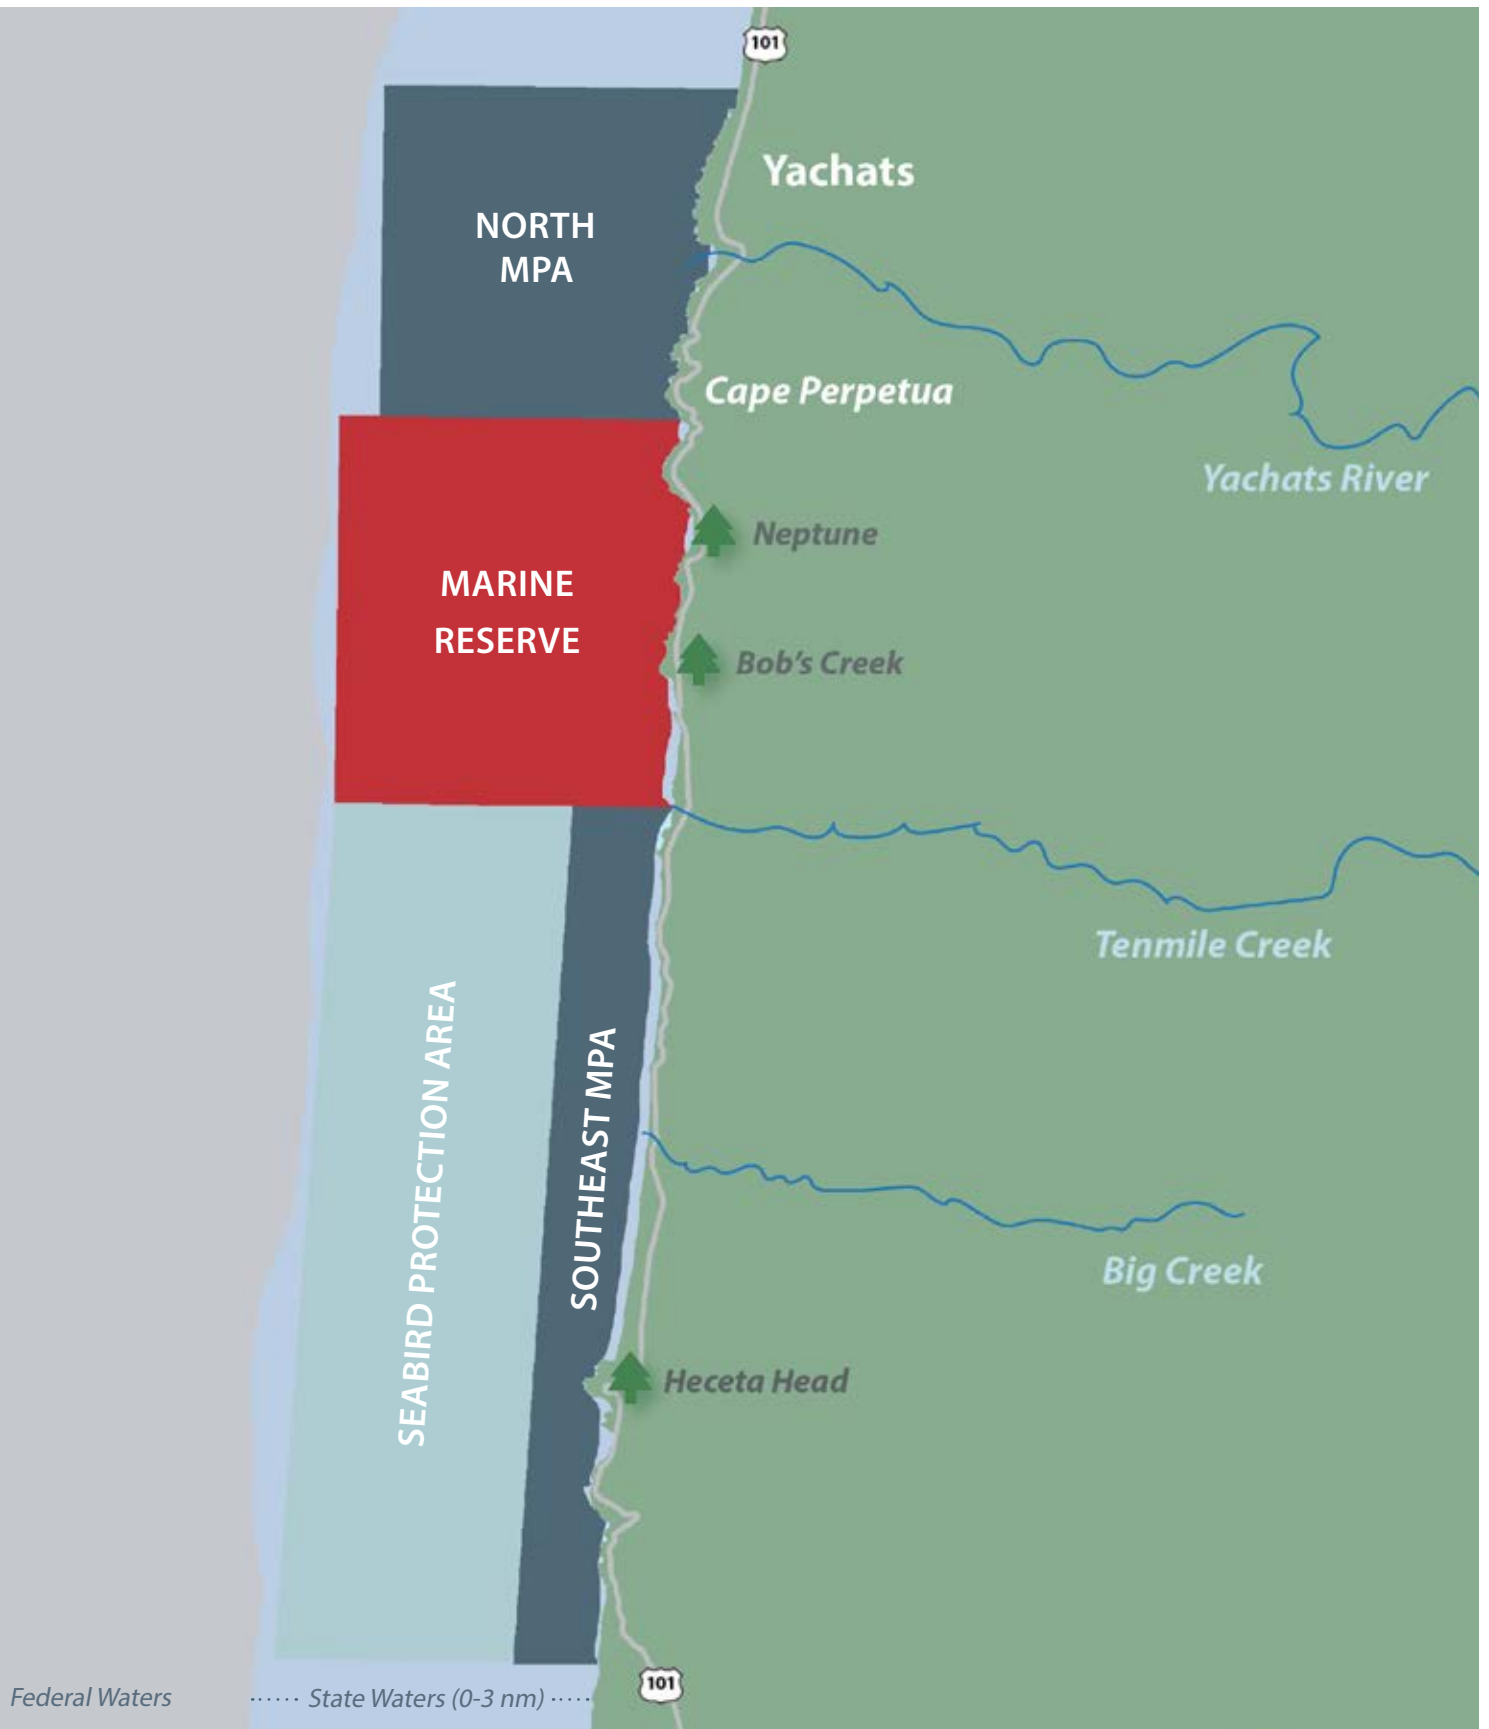 101
Yachats
NORTH
MPA
Cape Perpetua
Yachats River
Neptune
MARINE
RESERVE
Bob's Creek
Tenmile Creek
SEABIRD PROTECTION AREA
SOUTHEAST MPA
Big Creek
Heceta Head
101
Federal Waters
State Waters (0-3 nm)